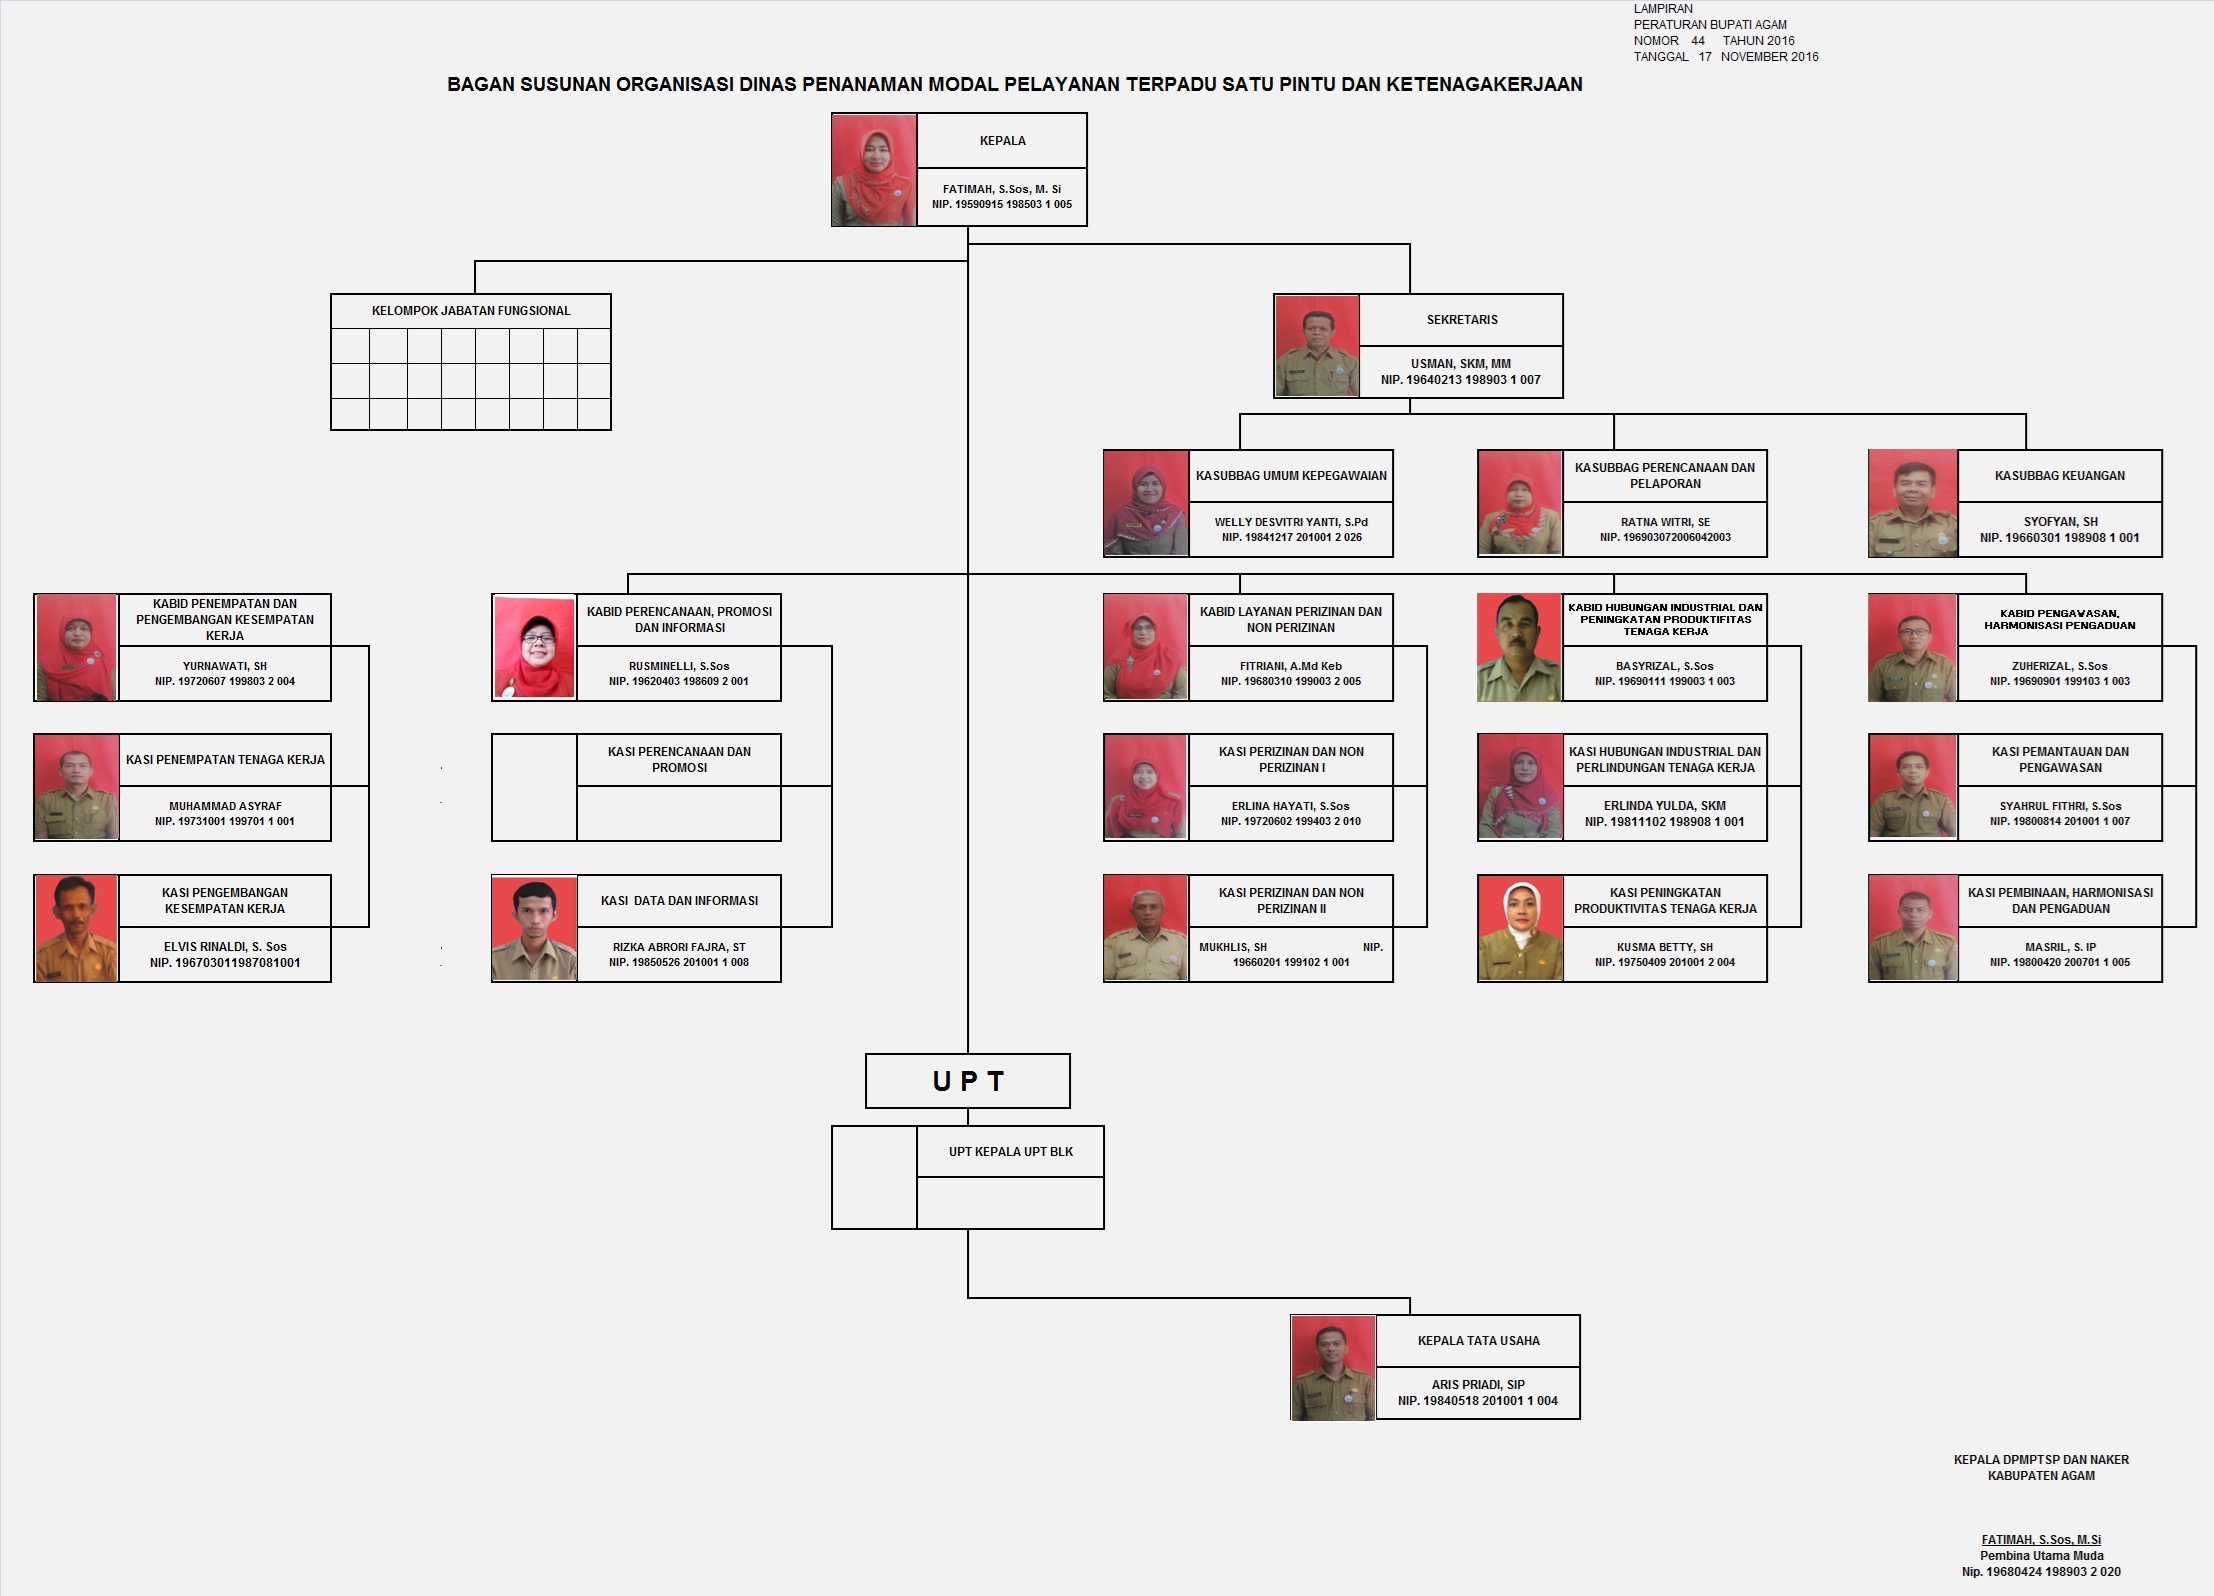 LAMPIRAN
PERATURAN BUPATI AGAM
NOMOR 44 TAHUN 2016
TANGGAL 17 NOVEMBER 2016
BAGAN SUSUNAN ORGANISASI DINAS PENANAMAN MODAL PELAYANAN TERPADU SATU PINTU DAN KETENAGAKERJAAN
KEPALA
FATIMAH, S.Sos, M. Si
NIP. 19590915 198503 1 005
KELOMPOK JABATAN FUNGSIONAL
SEKRETARIS
USMAN, SKM, MM
NIP. 19640213 198903 1 007
KASUBBAG UMUM KEPEGAWAIAN
WELLY DESVITRI YANTI, S.Pd
NIP. 19841217 201001 2 026
KASUBBAG PERENCANAAN DAN
PELAPORAN
RATNA WITRI, SE
NIP. 196903072006042003
KASUBBAG KEUANGAN
SYOFYAN, SH
NIP. 19660301 198908 1 001
KABID PENEMPATAN DAN
PENGEMBANGAN KESEMPATAN
KERJA
YURNAWATI, SH
NIP. 19720607 199803 2 004
KABID PERENCANAAN, PROMOSI
DAN INFORMASI
RUSMINELLI, S.Sos
NIP. 19620403 198609 2 001
KABID LAYANAN PERIZINAN DAN
NON PERIZINAN
FITRIANI, A.Md Keb
NIP. 19680310 199003 2 005
KABID HUBUNGAN INDUSTRIAL DAN
PENINGKATAN PRODUKTIFITAS
TENAGA KERJA
BASYRIZAL, S.Sos
NIP. 19690111 199003 1 003
KABID PENGAWASAN,
HARMONISASI PENGADUAN
ZUHERIZAL, S.Sos
NIP. 19690901 199103 1 003
KASI PENEMPATAN TENAGA KERJA
MUHAMMAD ASYRAF
NIP. 19731001 199701 1 001
KASI PERENCANAAN DAN
PROMOSI
KASI PERIZINAN DAN NON
PERIZINAN I
ERLINA HAYATI, S.Sos
NIP. 19720602 199403 2 010
KASI HUBUNGAN INDUSTRIAL DAN
PERLINDUNGAN TENAGA KERJA
ERLINDA YULDA, SKM
NIP. 19811102 198908 1 001
KASI PEMANTAUAN DAN
PENGAWASAN
SYAHRUL FITHRI, S.Sos
NIP. 19800814 201001 1 007
KASI PENGEMBANGAN
KESEMPATAN KERJA
ELVIS RINALDI, S. Sos
NIP. 196703011987081001
KASI DATA DAN INFORMASI
RIZKA ABRORI FAJRA, ST
NIP. 19850526 201001 1 008
KASI PERIZINAN DAN NON
PERIZINAN II
MUKHLIS, SH NIP.
19660201 199102 1 001
KASI PENINGKATAN
PRODUKTIVITAS TENAGA KERJA
KUSMA BETTY, SH
NIP. 19750409 201001 2 004
KASI PEMBINAAN, HARMONISASI
DAN PENGADUAN
MASRIL, S. IP
NIP. 19800420 200701 1 005
U P T
UPT KEPALA UPT BLK
KEPALA TATA USAHA
ARIS PRIADI, SIP
NIP. 19840518 201001 1 004
KEPALA DPMPTSP DAN NAKER
KABUPATEN AGAM
FATIMAH, S.Sos, M.Si
Pembina Utama Muda
Nip. 19680424 198903 2 020